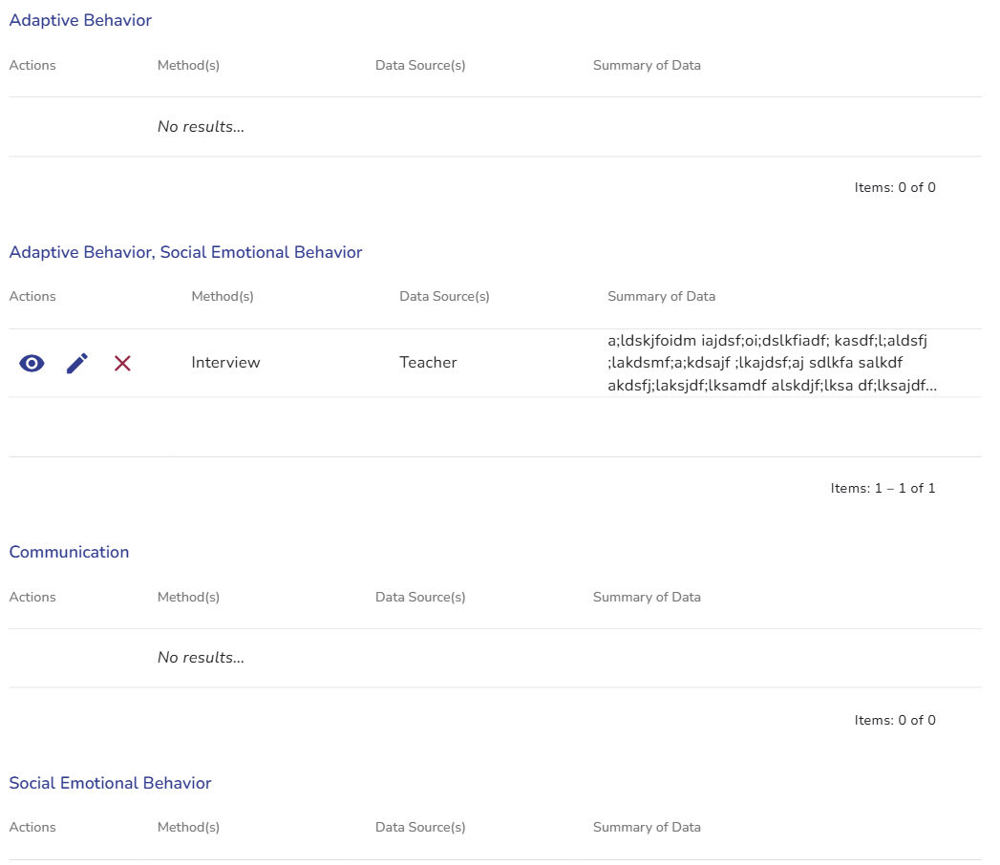 Adaptive Behavior
Actions Method(s) Data Source(s) Summary of Data
No results...
Items: 0 of 0
Adaptive Behavior, Social Emotional Behavior
Actions Method(s) Data Source(s) Summary of Data
Interview Teacher a;ldskjfoidm iajdsf;oi;dslkfiadf; kasdf;l;aldsfj
;lakdsmf;a;kdsajf ;lkajdsf;aj sdlkfa salkdf
akdsfj;laksjdf;lksamdf alskdjf;lksa df;lksajdf...
Items: 1 – 1 of 1
Communication
Actions Method(s) Data Source(s) Summary of Data
No results...
Items: 0 of 0
Social Emotional Behavior
Actions Method(s) Data Source(s) Summary of Data